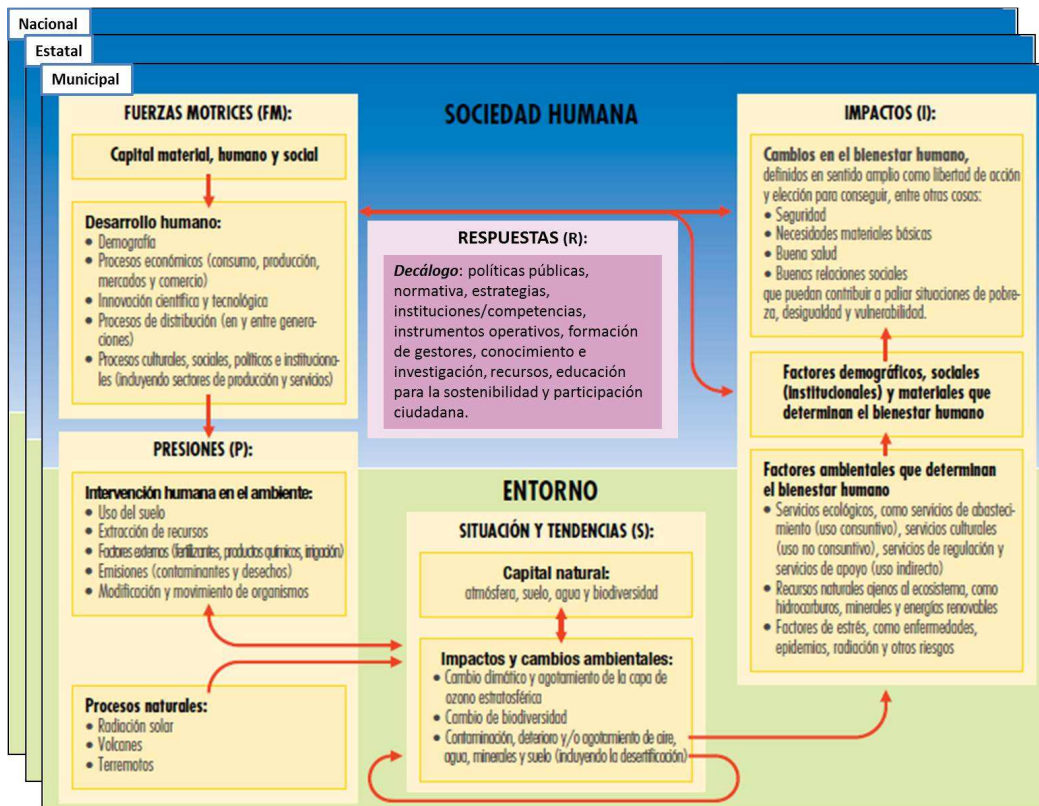 Nacional
Estatal
Municipal
FUERZAS MOTRICES (FM):
Capital material, humano y social
Desarrollo humano:
• Demografía
• Procesos económicos (consumo, producción,
mercados y comercio)
• Innovación científica y tecnológica
• Procesos de distribución (en y entre genera-
ciones)
• Procesos culturales, sociales, políticos e instituciona-
les (incluyendo sectores de producción y servicios)
PRESIONES (P):
Intervención humana en el ambiente:
• Uso del suelo
• Extracción de recursos
• Factores externos (fertilizantes, productos químicos, irrigación)
• Emisiones (contaminantes y desechos)
• Modificación y movimiento de organismos
Procesos naturales:
• Radiación solar
• Volcanes
• Terremotos
SOCIEDAD HUMANA
RESPUESTAS (R):
Decálogo: políticas públicas,
normativa, estrategias,
instituciones/competencias,
instrumentos operativos, formación
de gestores, conocimiento e
investigación, recursos, educación
para la sostenibilidad y participación
ciudadana.
ENTORNO
SITUACIÓN Y TENDENCIAS (S):
Capital natural:
atmósfera, suelo, agua y biodiversidad
Impactos y cambios ambientales:
• Cambio climático y agotamiento de la capa de
ozono estratosférica
• Cambio de biodiversidad
• Contaminación, deterioro y/o agotamiento de aire,
agua, minerales y suelo (incluyendo la desertificación)
IMPACTOS (I):
Cambios en el bienestar humano,
definidos en sentido amplio como libertad de acción
y elección para conseguir, entre otras cosas:
• Seguridad
• Necesidades materiales básicas
• Buena salud
• Buenas relaciones sociales
que puedan contribuir a paliar situaciones de pobre-
za, desigualdad y vulnerabilidad.
Factores demográficos, sociales
(institucionales) y materiales que
determinan el bienestar humano
Factores ambientales que determinan
el bienestar humano
• Servicios ecológicos, como servicios de abasteci-
miento (uso consuntivo), servicios culturales
(uso no consuntivo), servicios de regulación y
servicios de apoyo (uso indirecto)
• Recursos naturales ajenos al ecosistema, como
hidrocarburos, minerales y energías renovables
• Factores de estrés, como enfermedades,
epidemias, radiación y otros riesgos